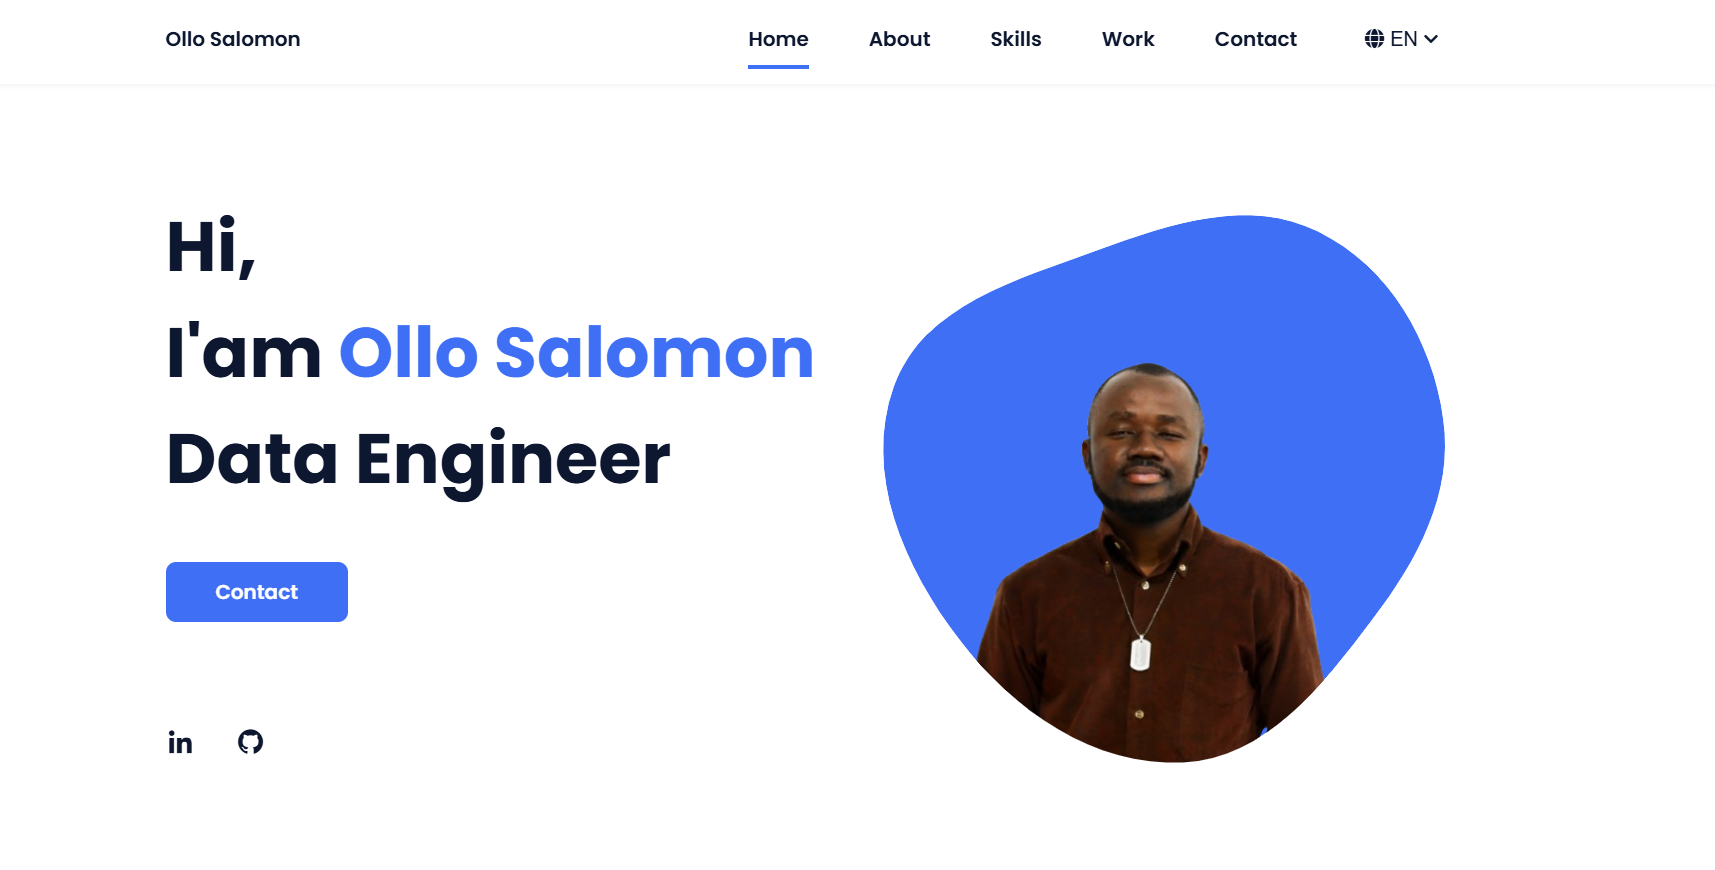 Ollo Salomon
Home
About
Skills
Work
Contact
EN
Hi,
I'am Ollo Salomon
Data Engineer
Contact
in